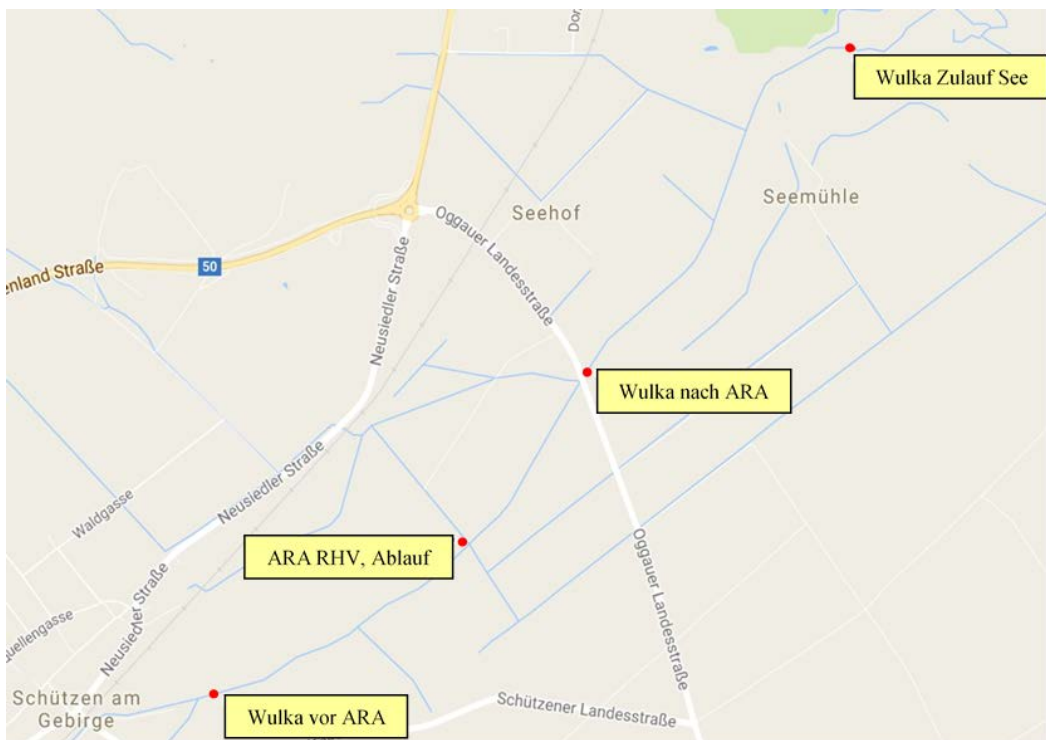 Wulka Zulauf See
Dor
Seemühle
Seehof
Oggauer Landesstraße
50
enland Straße
Neusiedler Straße
Wulka nach ARA
Neusiedler Straße
Waldgasse
ARA RHV, Ablauf
Oggauer Landesstraße
Neusiedler Straße
quellengasse
Schützen am
Gebirge
Wulka vor ARA
Schützener Landesstraße